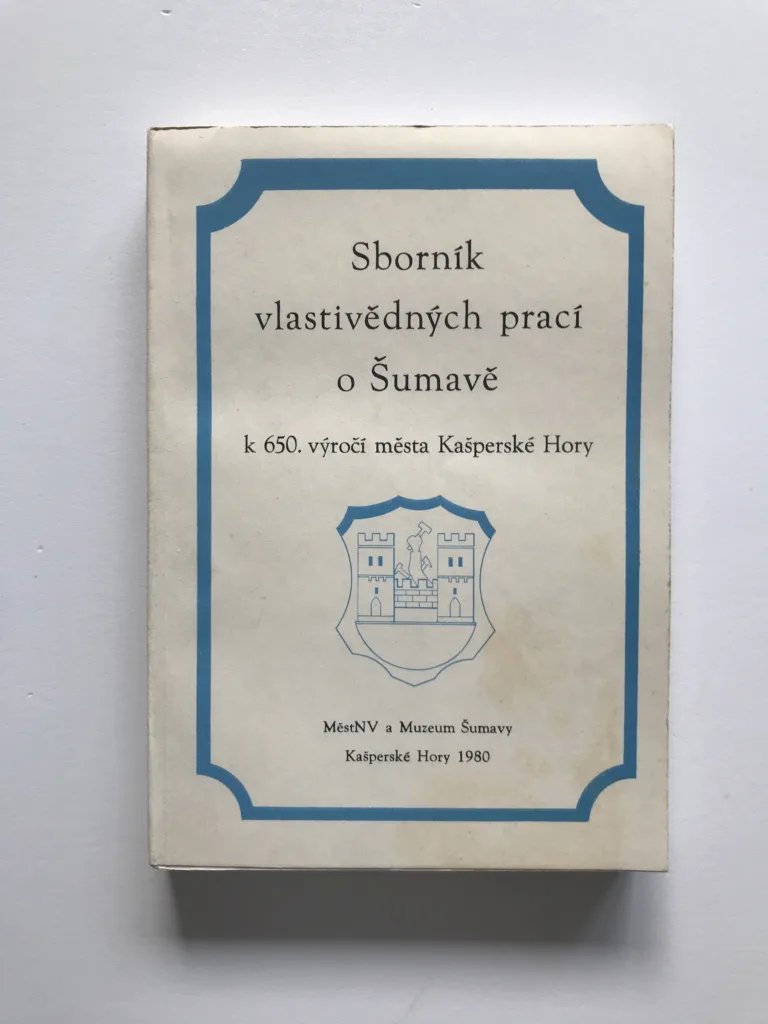 Sborník
vlastivědných prací
o Šumavě
k 650. výročí města Kašperské Hory
MěstNV a Muzeum Šumavy
Kašperské Hory 1980